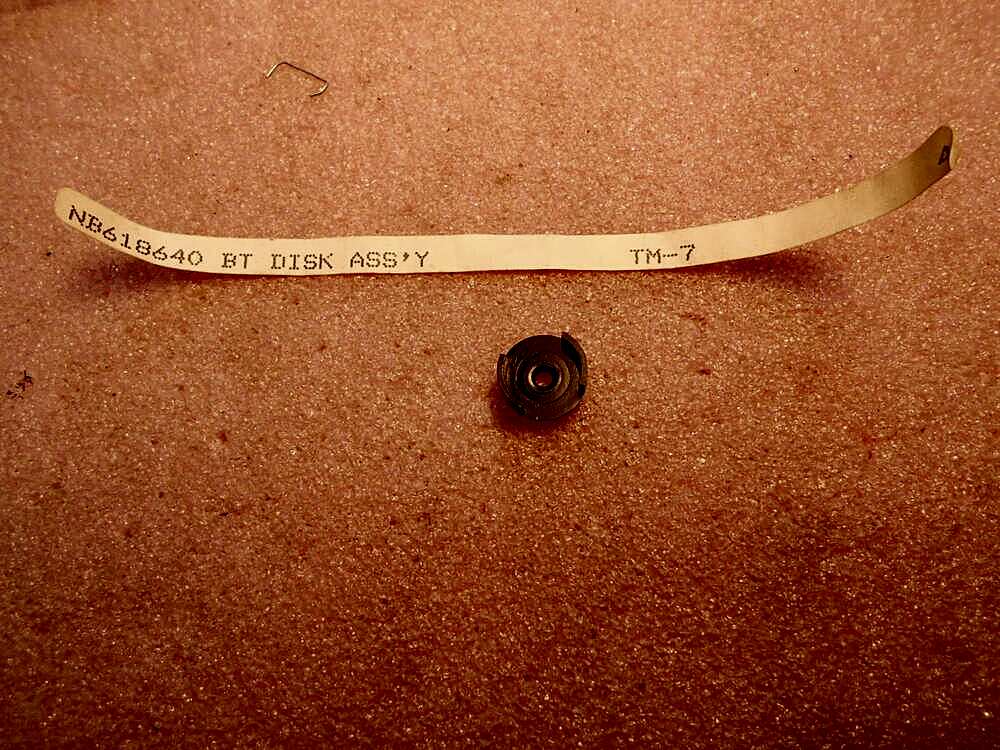 NB618640 BT DISK ASS'Y TM-7